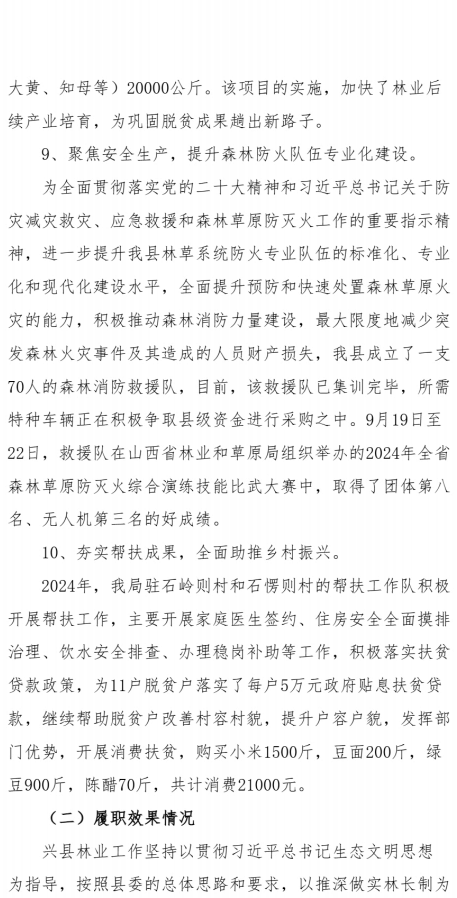 大黄、知母等）20000公斤。该项目的实施，加快了林业后
续产业培育，为巩固脱贫成果趟出新路子。
9、聚焦安全生产，提升森林防火队伍专业化建设。
为全面贯彻落实党的二十大精神和习近平总书记关于防
灾减灾救灾、应急救援和森林草原防灭火工作的重要指示精
神，进一步提升我县林草系统防火专业队伍的标准化、专业
化和现代化建设水平，全面提升预防和快速处置森林草原火
灾的能力，积极推动森林消防力量建设，最大限度地减少突
发森林火灾事件及其造成的人员财产损失，我县成立了一支
70人的森林消防救援队，目前，该救援队已集训完毕，所需
特种车辆正在积极争取县级资金进行采购之中。9月19日至
22日，救援队在山西省林业和草原局组织举办的2024年全省
森林草原防灭火综合演练技能比武大赛中，取得了团体第八
名、无人机第三名的好成绩。
10、夯实帮扶成果，全面助推乡村振兴。
2024年，我局驻石岭则村和石愣则村的帮扶工作队积极
开展帮扶工作，主要开展家庭医生签约、住房安全全面摸排
治理、饮水安全排查、办理稳岗补助等工作，积极落实扶贫
贷款政策，为11户脱贫户落实了每户5万元政府贴息扶贫贷
款，继续帮助脱贫户改善村容村貌，提升户容户貌，发挥部
门优势，开展消费扶贫，购买小米1500斤，豆面200斤，绿
豆900斤，陈醋70斤，共计消费21000元。
（二）履职效果情况
兴县林业工作坚持以贯彻习近平总书记生态文明思想
为指导，按照县委的总体思路和要求，以推深做实林长制为